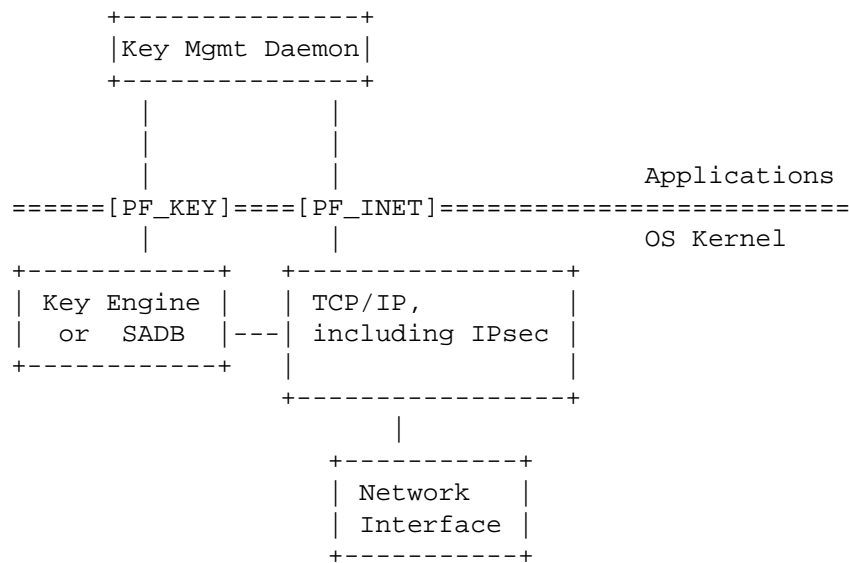 Key Mgmt Daemon
Applications
[PF_KEY] [PF_INET]
OS Kernel
Key Engine
or SADB
TCP/IP,
including IPsec
Network
Interface